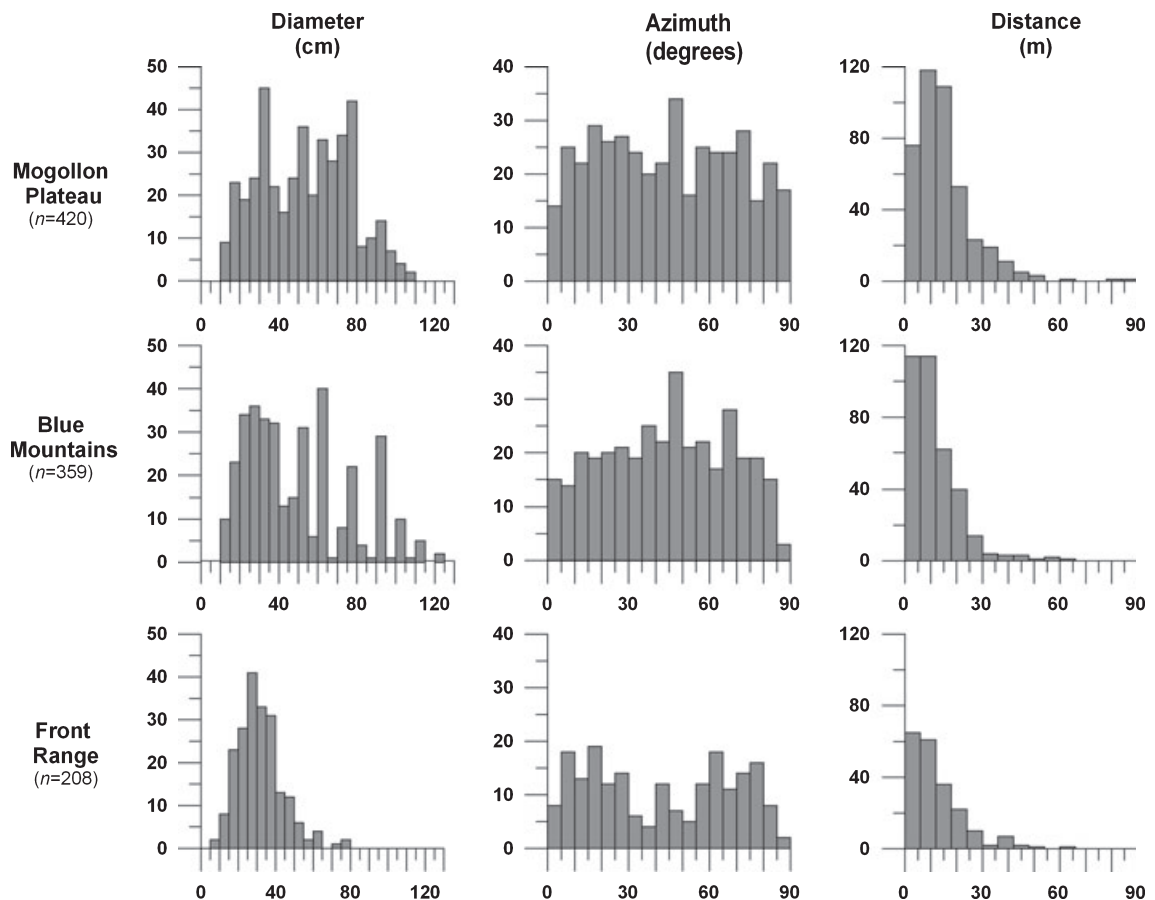 Diameter
(cm)
Azimuth
(degrees)
Distance
(m)
Mogollon
Plateau
(n=420)
50
40
30
20
10
0
0 40 80 120
40
30
20
10
0
0 30 60 90
120
80
40
0
0 30 60 90
Blue
Mountains
(n=359)
50
40
30
20
10
0
0 40 80 120
40
30
20
10
0
0 30 60 90
120
80
40
0
0 30 60 90
Front
Range
(n=208)
50
40
30
20
10
0
0 40 80 120
40
30
20
10
0
0 30 60 90
120
80
40
0
0 30 60 90